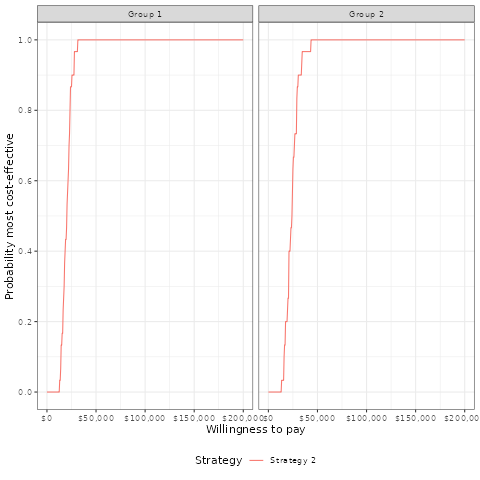 Group 1 Group 2
Probability most cost-effective
1.0
0.8
0.6
0.4
0.2
0.0
$0 $50,000 $100,000 $150,000 $200,000 $0 $50,000 $100,000 $150,000 $200,00
Willingness to pay
Strategy Strategy 2